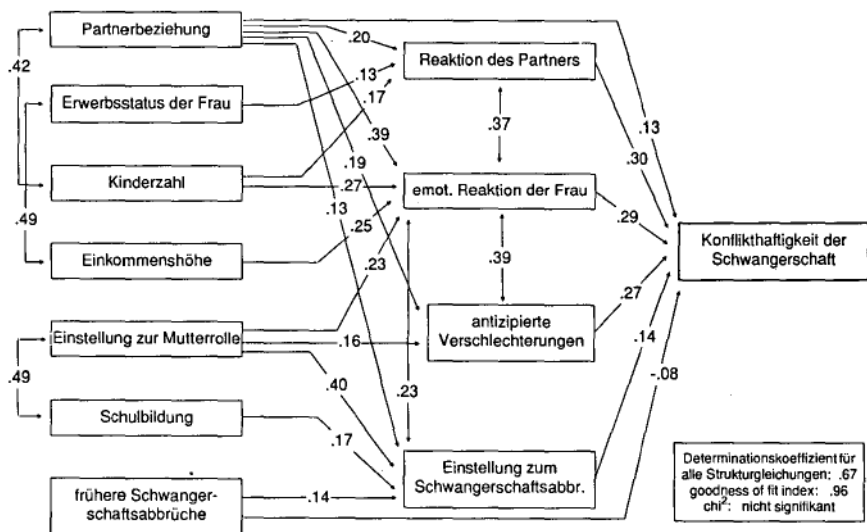 Partnerbeziehung
Erwerbsstatus der Frau
Kinderzahl
Einkommenshöhe
Einstellung zur Mutterrolle
Schulbildung
frühere Schwanger-
schaftsabbrüche
.42
.49
.49
.20
.13
.17
.39
.19
.27
.13
.25
.23
.16
.40
.23
.17
.14
Reaktion des Partners
.37
emot. Reaktion der Frau
.39
antizipierte
Verschlechterungen
Einstellung zum
Schwangerschaftsabbr.
.13
.30
.29
.27
.14
-.08
Konflikthaftigkeit der
Schwangerschaft
Determinationskoeffizient für
alle Strukturgleichungen: .67
goodness of fit index: .96
chi²: nicht signifikant